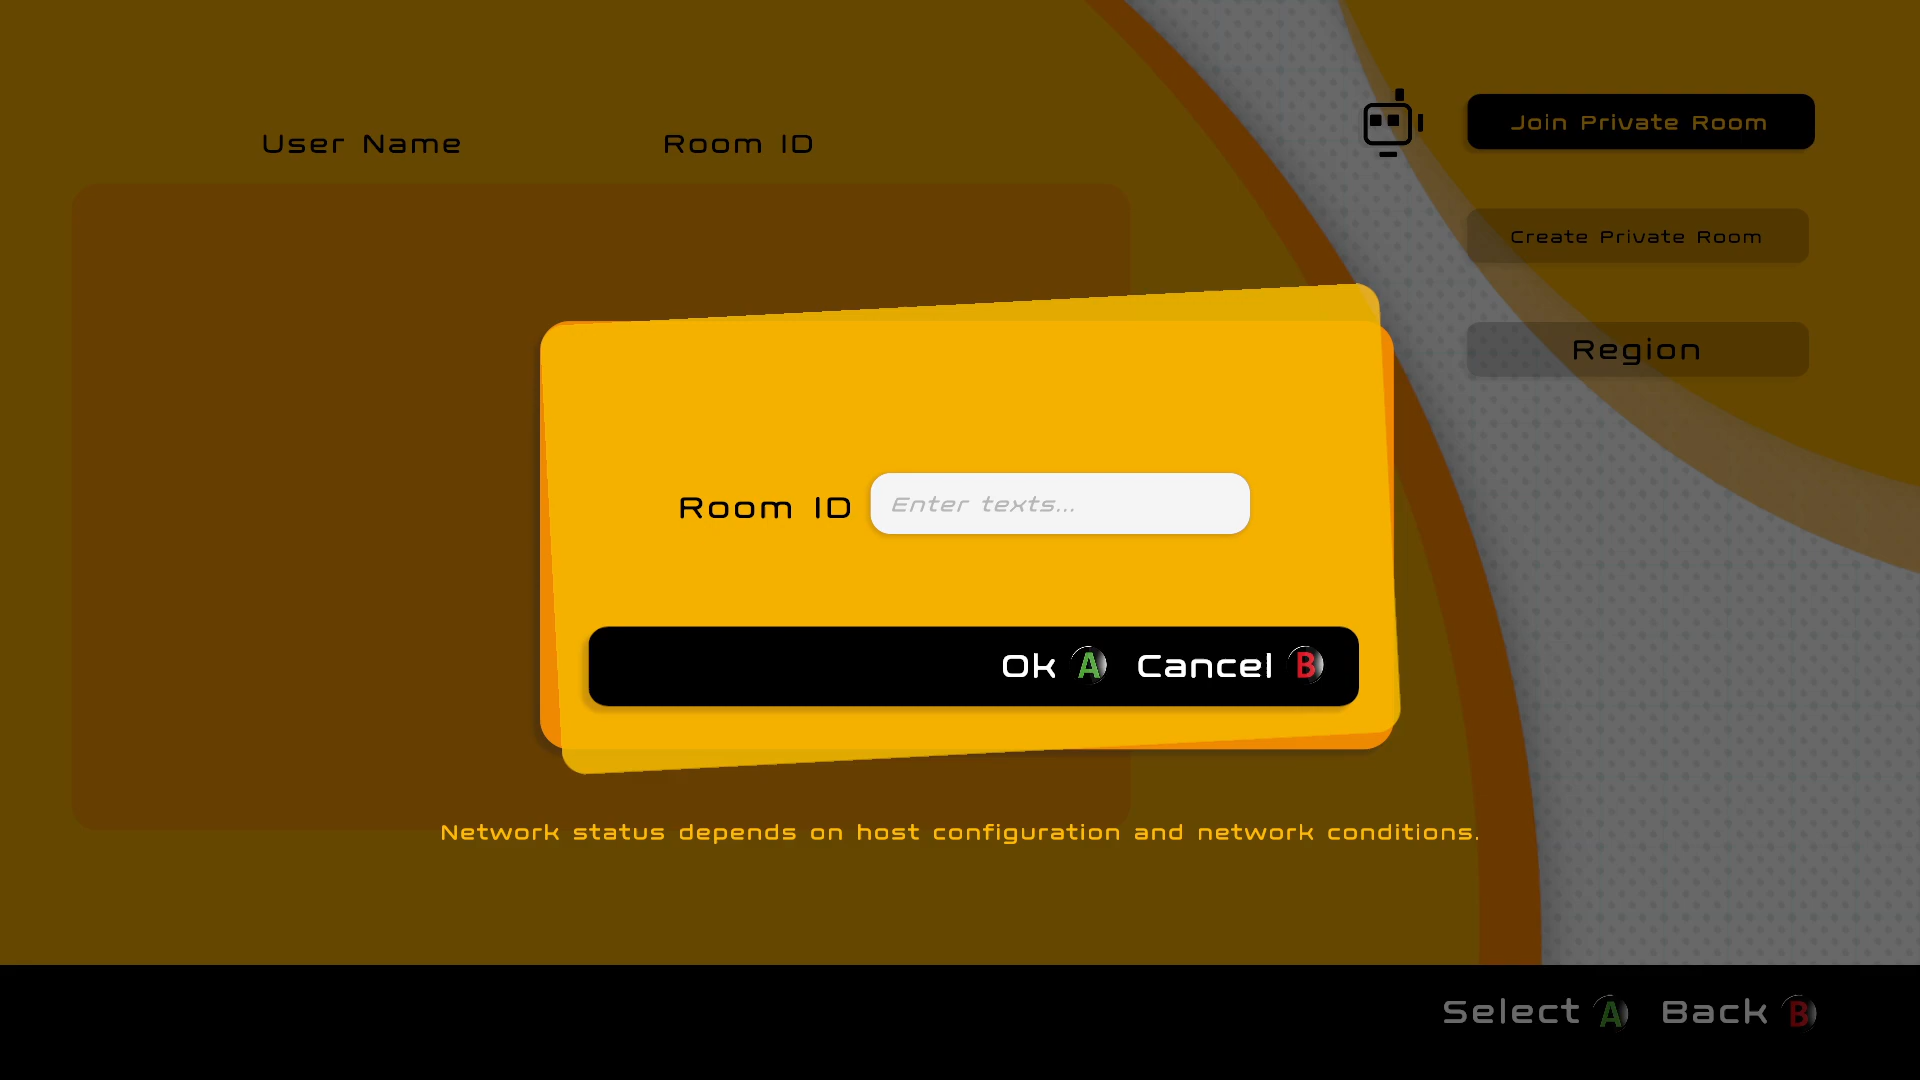 User Name
Room ID
Join Private Room
Create Private Room
Region
Room ID
Enter texts...
Ok A Cancel B
Network status depends on host configuration and network conditions.
Select A Back B